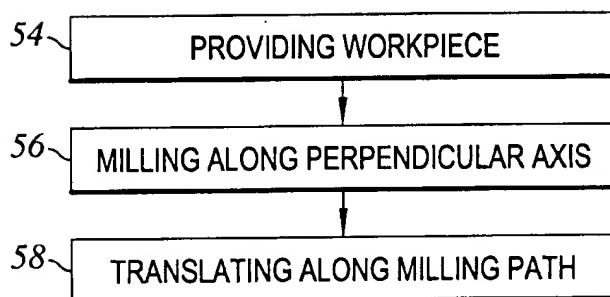 54 PROVIDING WORKPIECE
56 MILLING ALONG PERPENDICULAR AXIS
58 TRANSLATING ALONG MILLING PATH